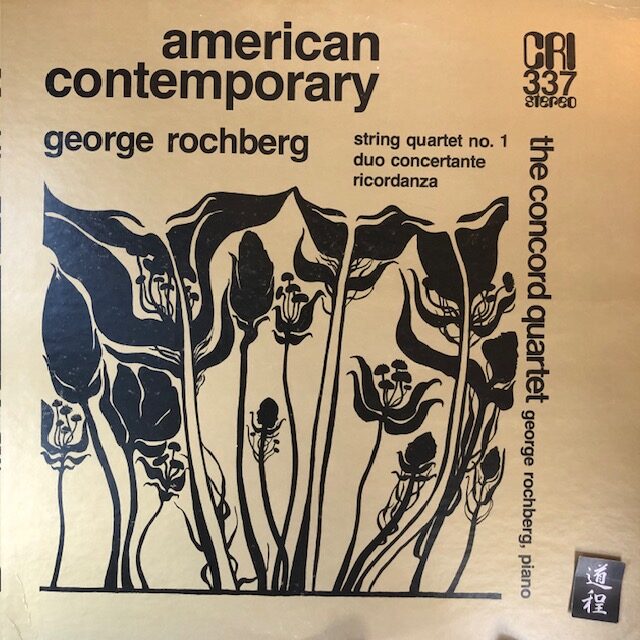 american
contemporary
CRI
337
stereo
george rochberg
string quartet no. 1
duo concertante
ricordanza
the concord quartet george rochberg, piano
道
程